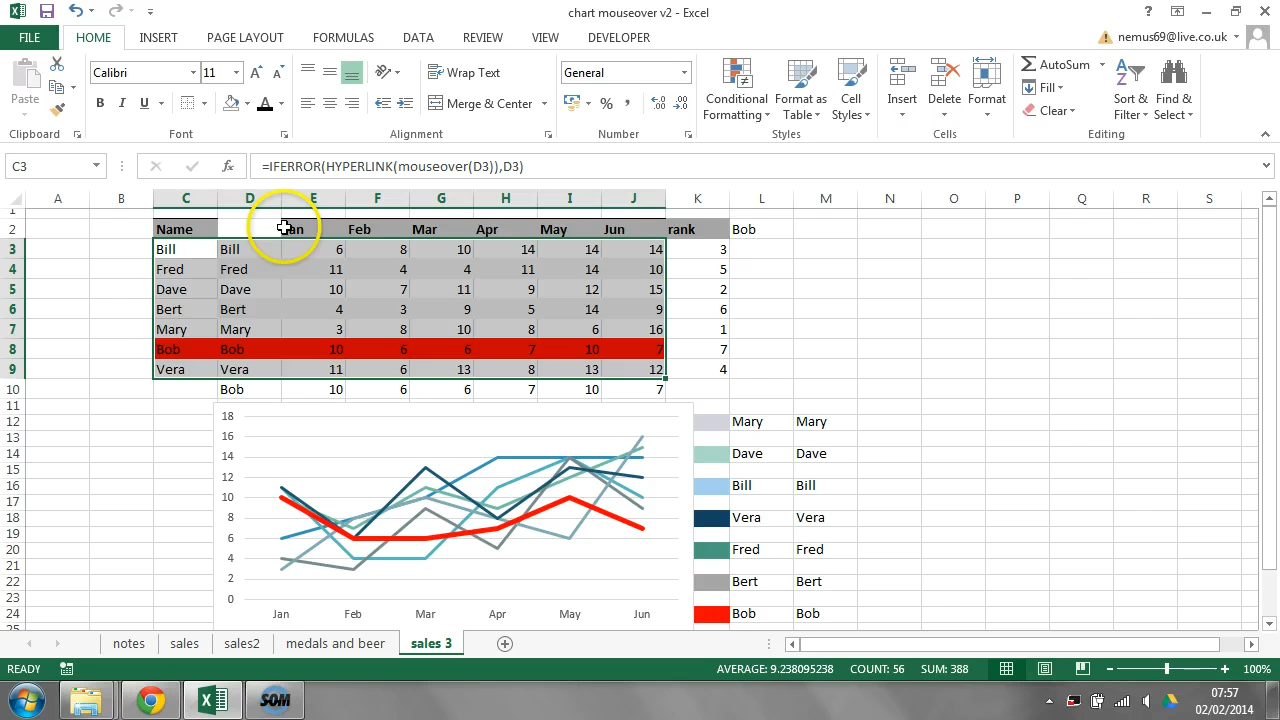 chart mouseover v2 - Excel
FILE HOME INSERT PAGE LAYOUT FORMULAS DATA REVIEW VIEW DEVELOPER nemus69@live.co.uk
Paste Calibri 11 Wrap Text General Conditional Formatting Format as Table Cell Styles Insert Delete Format AutoSum Fill Clear Sort & Filter Find & Select
B I U Merge & Center %
Clipboard Font Alignment Number Styles Cells Editing
C3 fx =IFERROR(HYPERLINK(mouseover(D3)),D3)
A B C D E F G H I J K L M N O P Q R S
1
2 Name Jan Feb Mar Apr May Jun rank Bob
3 Bill Bill 6 8 10 14 14 14 3
4 Fred Fred 11 4 4 11 14 10 5
5 Dave Dave 10 7 11 9 12 15 2
6 Bert Bert 4 3 9 5 14 9 6
7 Mary Mary 3 8 10 8 6 16 1
8 Bob Bob 10 6 6 7 10 7 7
9 Vera Vera 11 6 13 8 13 12 4
10 Bob 10 6 6 7 10 7
11
12 Mary Mary
13
14 Dave Dave
15
16 Bill Bill
17
18 Vera Vera
19
20 Fred Fred
21
22 Bert Bert
23
24 Bob Bob
25
18
16
14
12
10
8
6
4
2
0
Jan Feb Mar Apr May Jun
notes sales sales2 medals and beer sales 3
READY AVERAGE: 9.238095238 COUNT: 56 SUM: 388 100%
SOM
07:57
02/02/2014